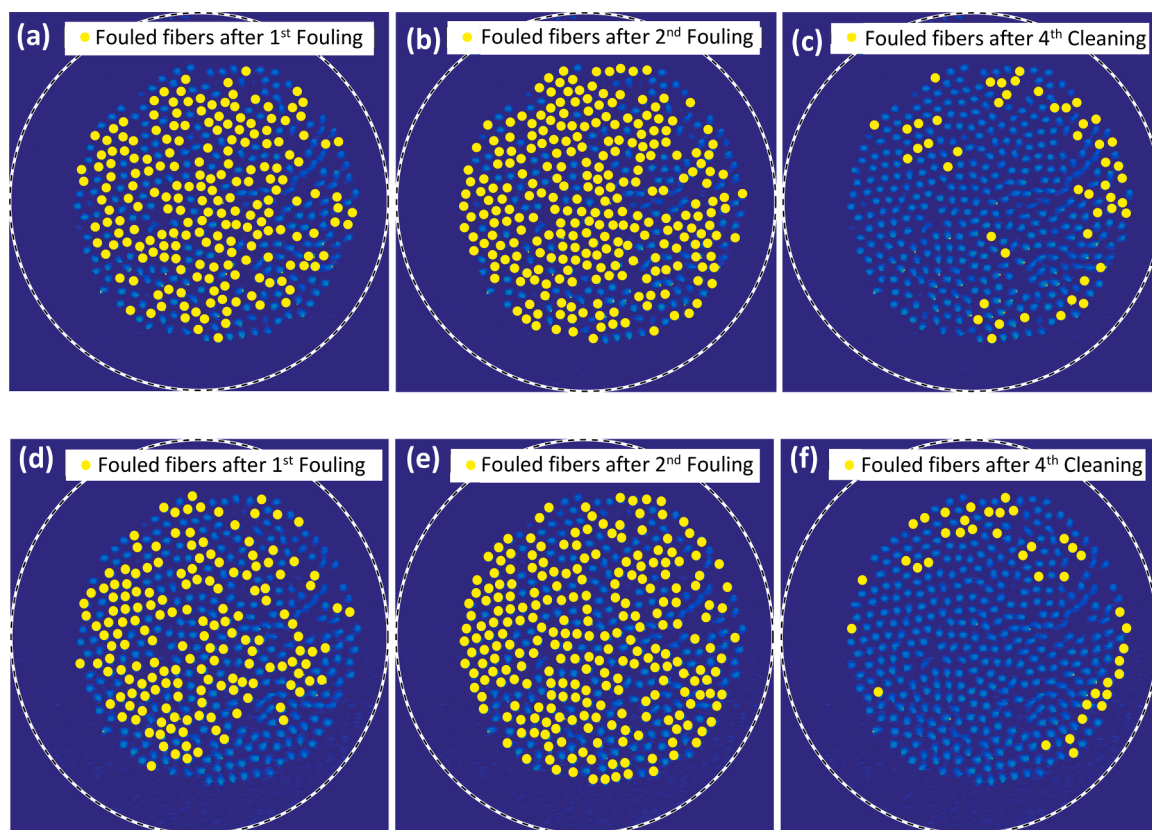 (a) Fouled fibers after 1st Fouling
(b) Fouled fibers after 2nd Fouling
(c) Fouled fibers after 4th Cleaning
(d) Fouled fibers after 1st Fouling
(e) Fouled fibers after 2nd Fouling
(f) Fouled fibers after 4th Cleaning